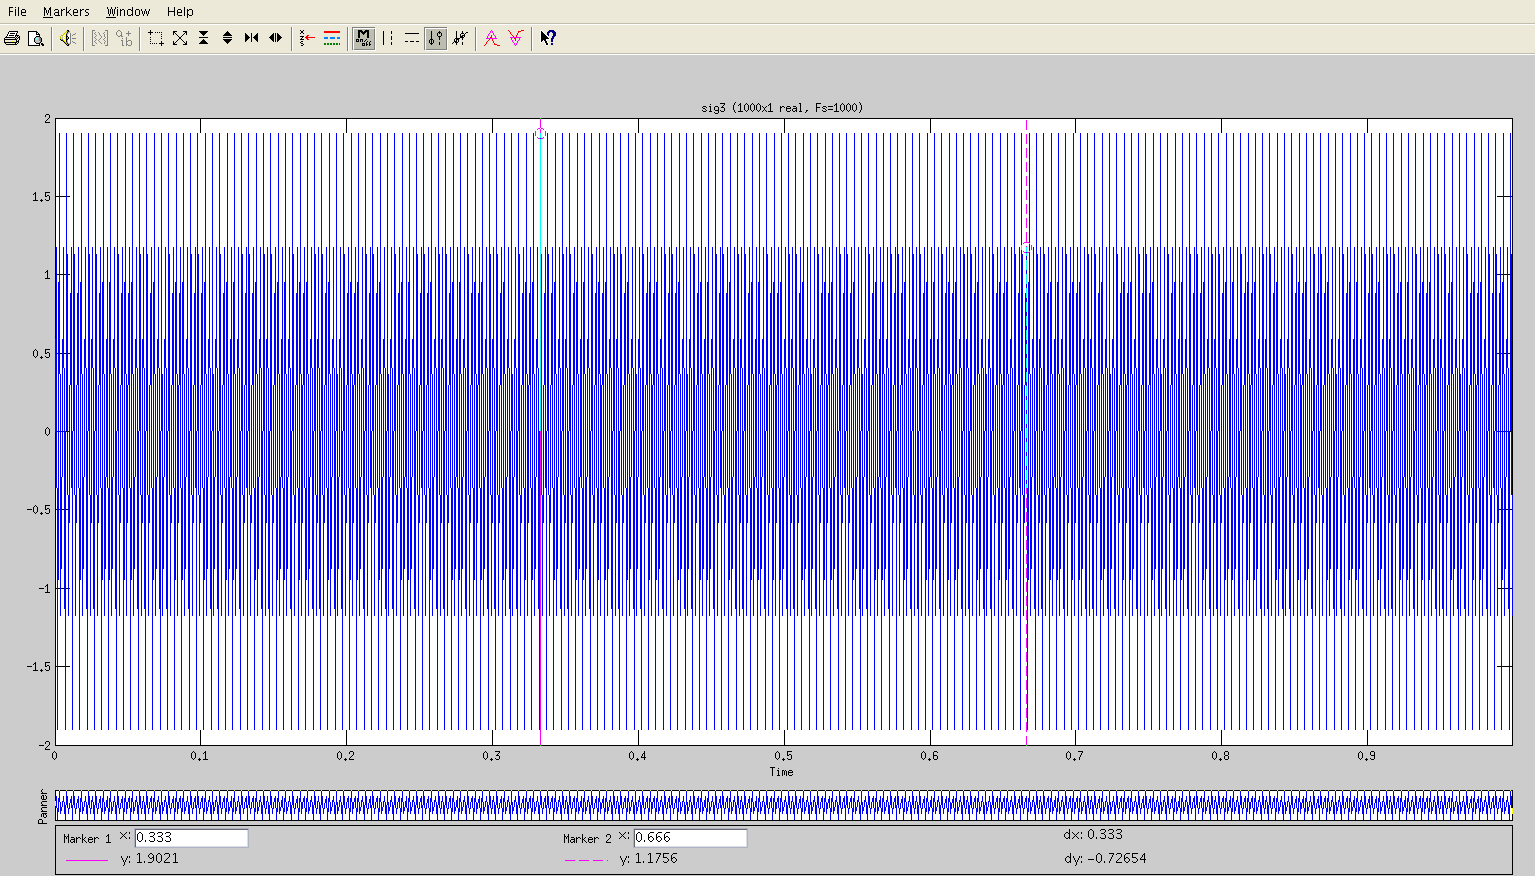 File Markers Window Help
sig3 (1000x1 real, Fs=1000)
2
1.5
1
0.5
0
-0.5
-1
-1.5
-2
0 0.1 0.2 0.3 0.4 0.5 0.6 0.7 0.8 0.9
Time
Panner
Marker 1 x: 0.333 Marker 2 x: 0.666 dx: 0.333
y: 1.9021 y: 1.1756 dy: -0.72654